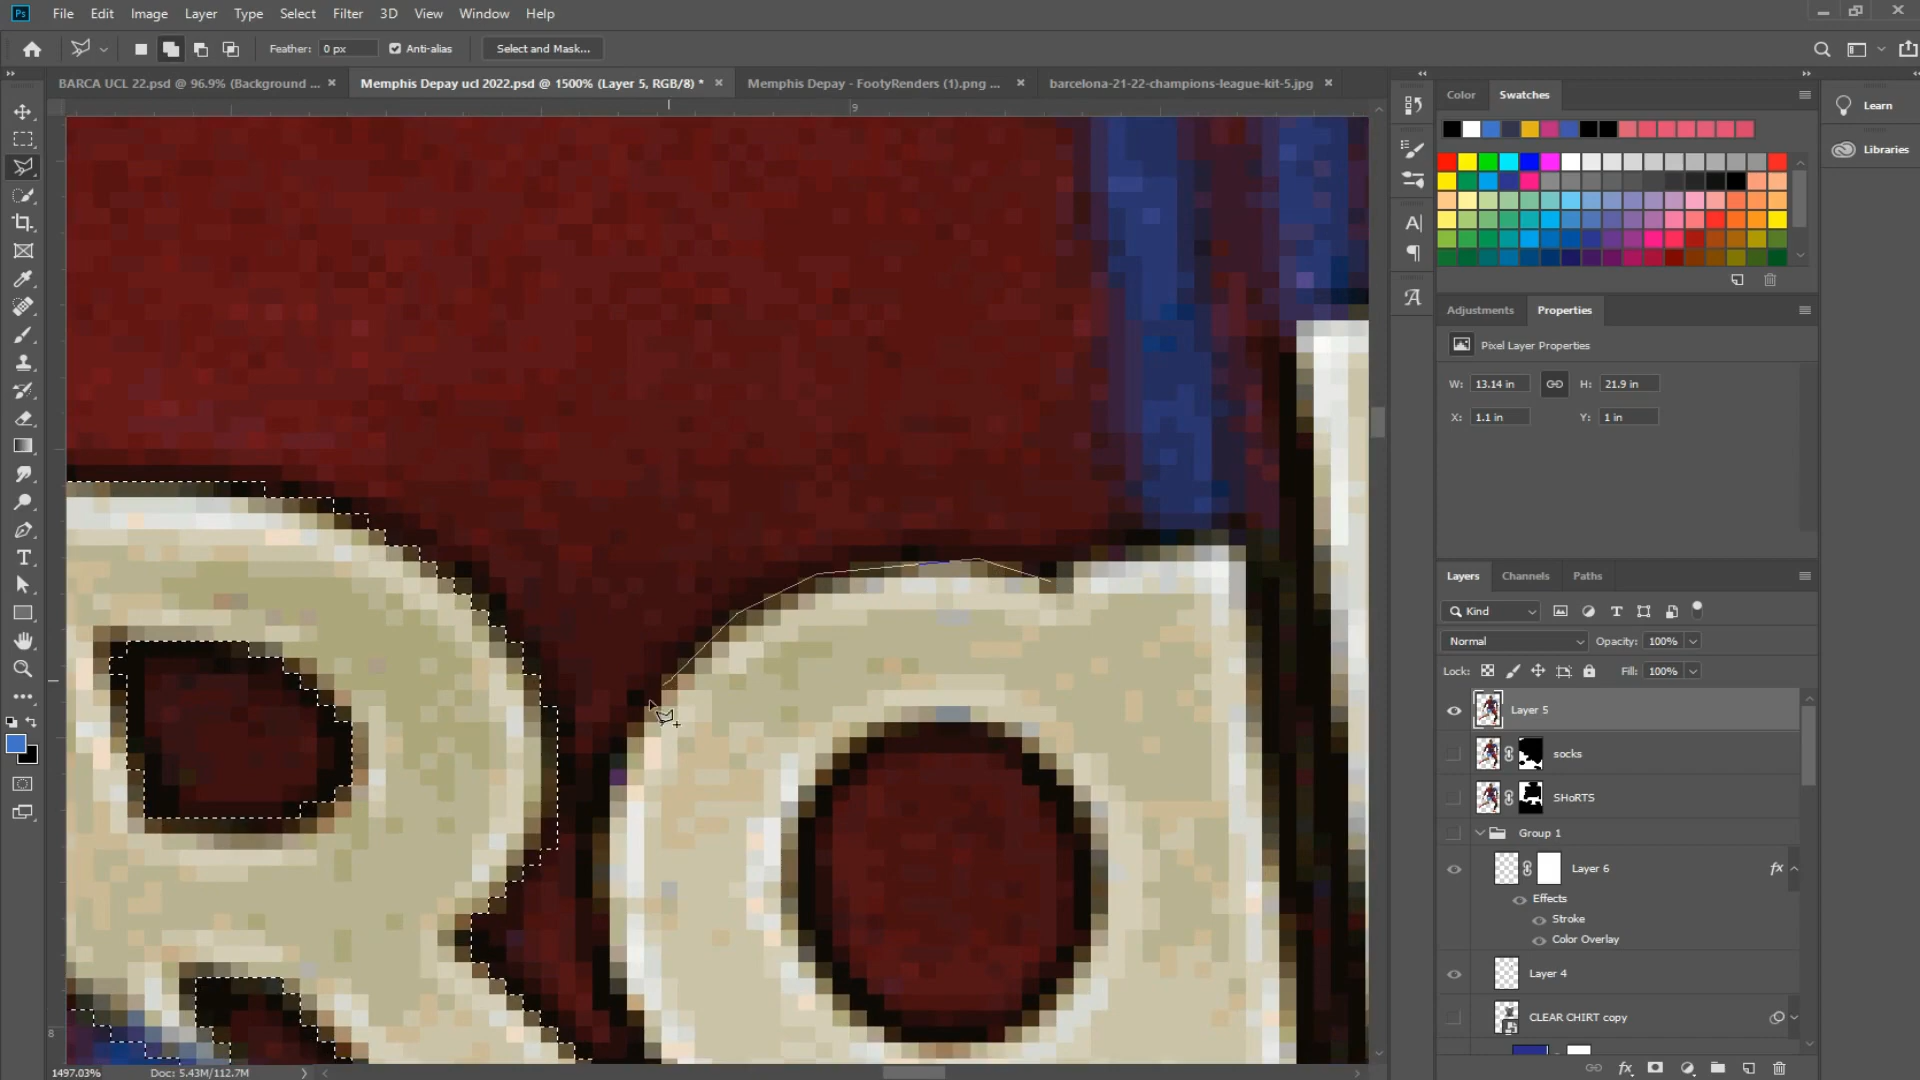 Ps File Edit Image Layer Type Select Filter 3D View Window Help
Feather: 0 px Anti-alias Select and Mask...
BARCA UCL 22.psd @ 96.9% (Background ... × Memphis Depay ucl 2022.psd @ 1500% (Layer 5, RGB/8) * × Memphis Depay - FootyRenders (1).png ... × barcelona-21-22-champions-league-kit-5.jpg ×
9
Color Swatches
Learn
Libraries
Adjustments Properties
Pixel Layer Properties
W: 13.14 in H: 21.9 in
X: 1.1 in Y: 1 in
Layers Channels Paths
Kind
Normal Opacity: 100%
Lock: Fill: 100%
Layer 5
socks
SHoRTS
Group 1
Layer 6 fx
Effects
Stroke
Color Overlay
Layer 4
CLEAR CHIRT copy
8
1497.03% Doc: 5.43M/112.7M